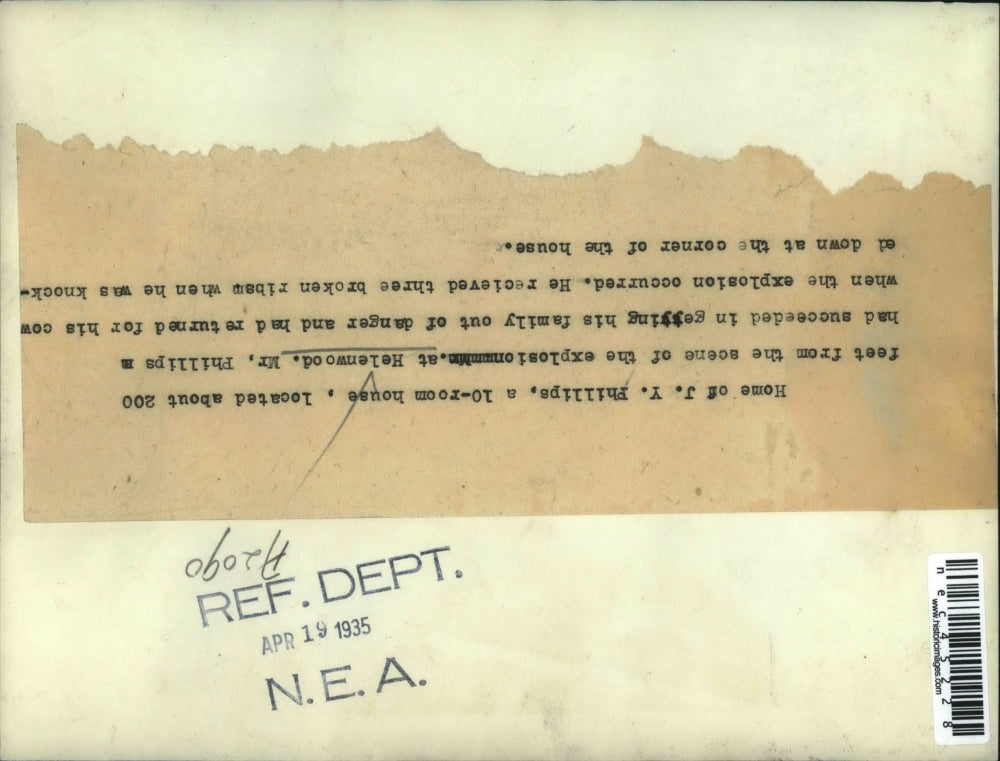 Home of J. Y. Phillips, a 10-room house , located about 200
feet from the scene of the explosion at Helenwood. Mr. Phillips
had succeeded in getting his family out of danger and had returned for his cow
when the explosion occurred. He recieved three broken ribs when he was knock-
ed down at the corner of the house.
A2090
REF. DEPT.
APR 19 1935
N.E.A.
nec45228
www.historicimages.com